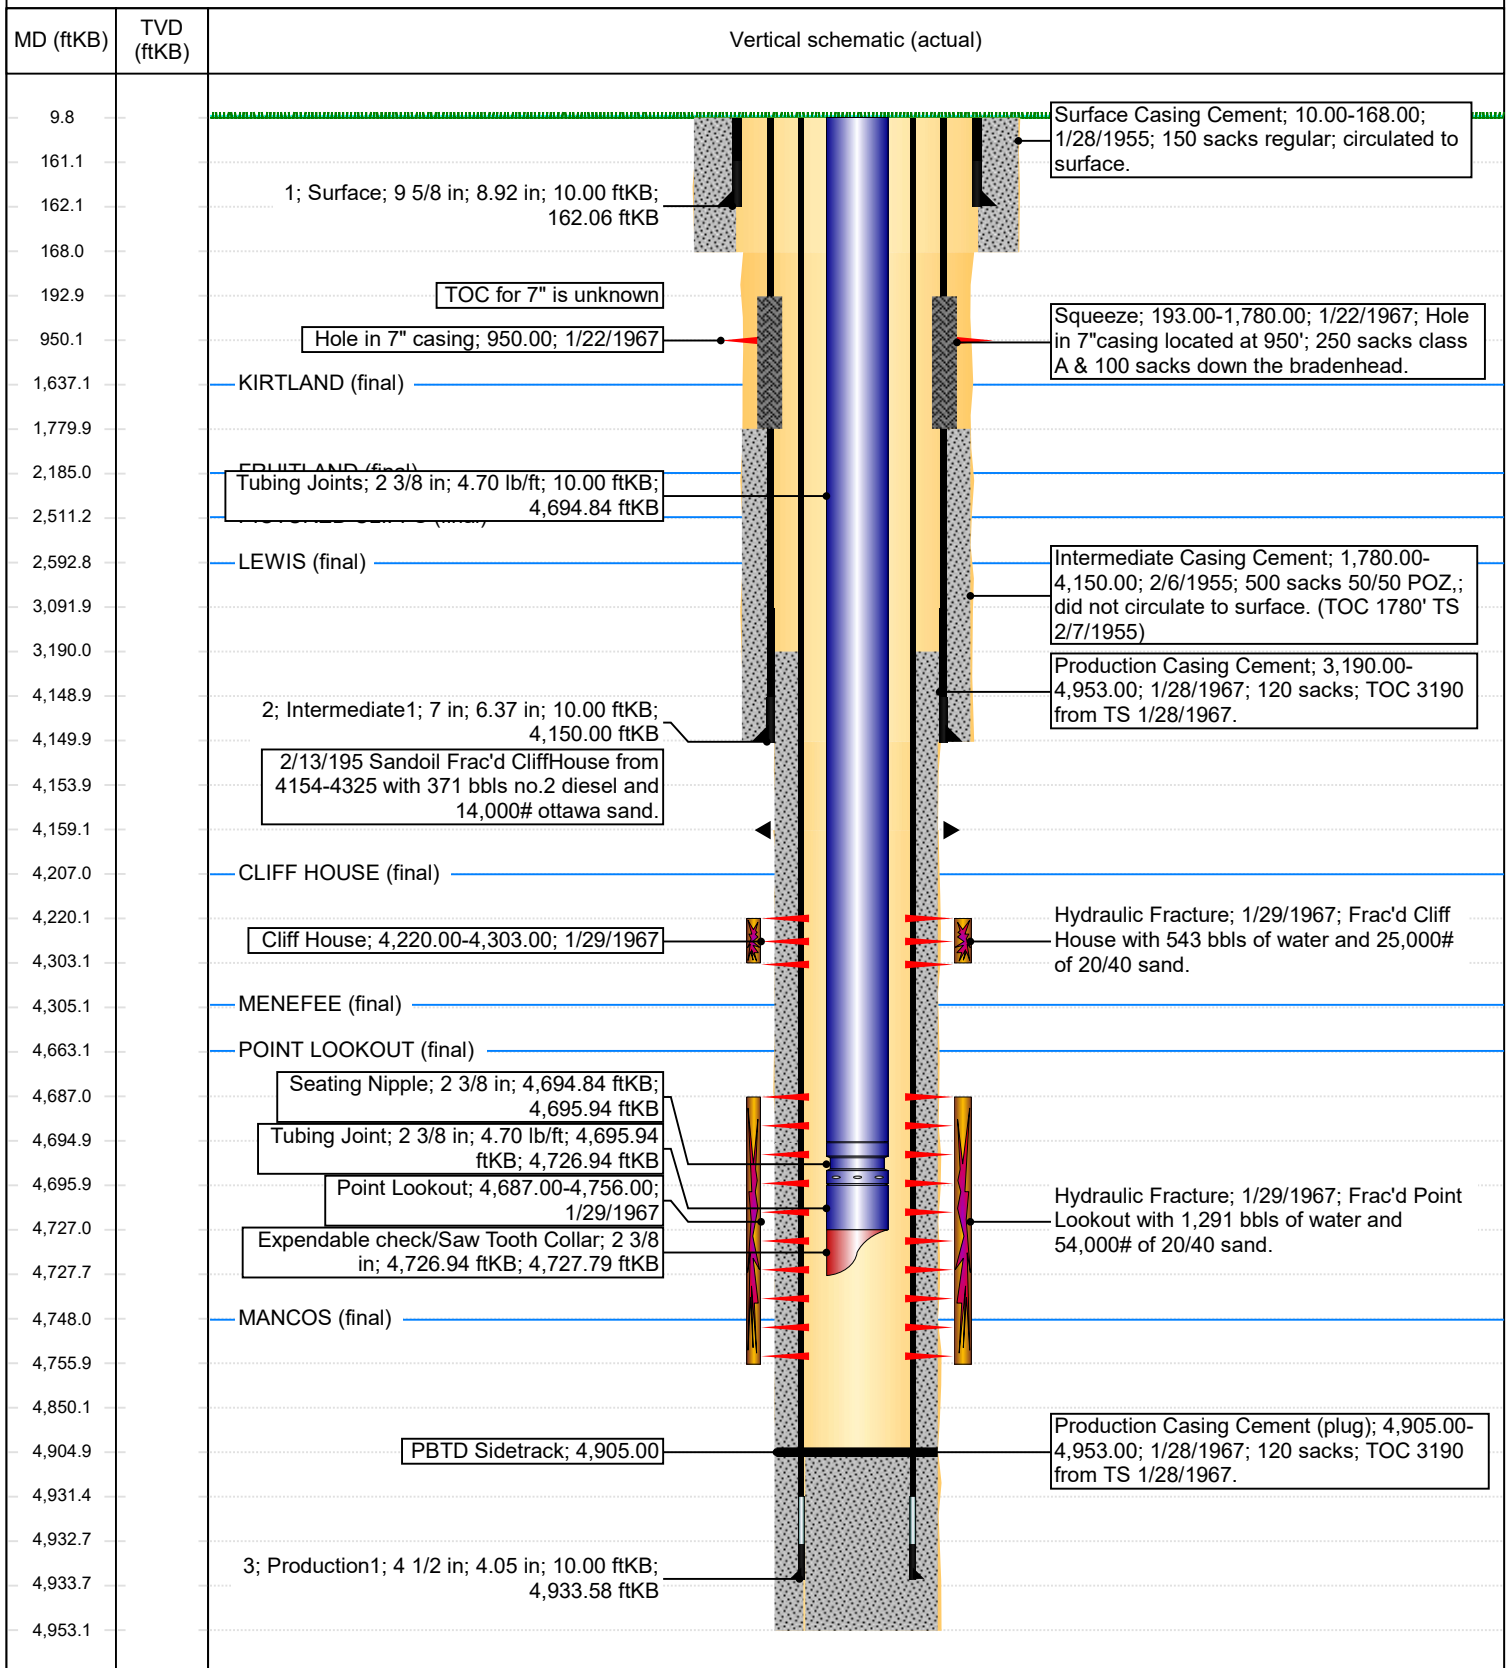 MD (ftKB)
TVD
(ftKB)
Vertical schematic (actual)
9.8
Surface Casing Cement; 10.00-168.00;
1/28/1955; 150 sacks regular; circulated to
surface.
161.1
1; Surface; 9 5/8 in; 8.92 in; 10.00 ftKB;
162.06 ftKB
162.1
168.0
192.9
TOC for 7" is unknown
950.1
Hole in 7" casing; 950.00; 1/22/1967
Squeeze; 193.00-1,780.00; 1/22/1967; Hole
in 7"casing located at 950'; 250 sacks class
A & 100 sacks down the bradenhead.
1,637.1
KIRTLAND (final)
1,779.9
2,185.0
FRUITLAND (final)
Tubing Joints; 2 3/8 in; 4.70 lb/ft; 10.00 ftKB;
4,694.84 ftKB
2,511.2
PICTURED CLIFFS (final)
2,592.8
LEWIS (final)
Intermediate Casing Cement; 1,780.00-
4,150.00; 2/6/1955; 500 sacks 50/50 POZ,;
did not circulate to surface. (TOC 1780' TS
2/7/1955)
3,091.9
3,190.0
Production Casing Cement; 3,190.00-
4,953.00; 1/28/1967; 120 sacks; TOC 3190
from TS 1/28/1967.
4,148.9
2; Intermediate1; 7 in; 6.37 in; 10.00 ftKB;
4,150.00 ftKB
4,149.9
2/13/195 Sandoil Frac'd CliffHouse from
4154-4325 with 371 bbls no.2 diesel and
14,000# ottawa sand.
4,153.9
4,159.1
4,207.0
CLIFF HOUSE (final)
4,220.1
Cliff House; 4,220.00-4,303.00; 1/29/1967
Hydraulic Fracture; 1/29/1967; Frac'd Cliff
House with 543 bbls of water and 25,000#
of 20/40 sand.
4,303.1
4,305.1
MENEFEE (final)
4,663.1
POINT LOOKOUT (final)
4,687.0
Seating Nipple; 2 3/8 in; 4,694.84 ftKB;
4,695.94 ftKB
4,694.9
Tubing Joint; 2 3/8 in; 4.70 lb/ft; 4,695.94
ftKB; 4,726.94 ftKB
4,695.9
Point Lookout; 4,687.00-4,756.00;
1/29/1967
Hydraulic Fracture; 1/29/1967; Frac'd Point
Lookout with 1,291 bbls of water and
54,000# of 20/40 sand.
4,727.0
Expendable check/Saw Tooth Collar; 2 3/8
in; 4,726.94 ftKB; 4,727.79 ftKB
4,727.7
4,748.0
MANCOS (final)
4,755.9
4,850.1
4,904.9
PBTD Sidetrack; 4,905.00
Production Casing Cement (plug); 4,905.00-
4,953.00; 1/28/1967; 120 sacks; TOC 3190
from TS 1/28/1967.
4,931.4
4,932.7
3; Production1; 4 1/2 in; 4.05 in; 10.00 ftKB;
4,933.58 ftKB
4,933.7
4,953.1